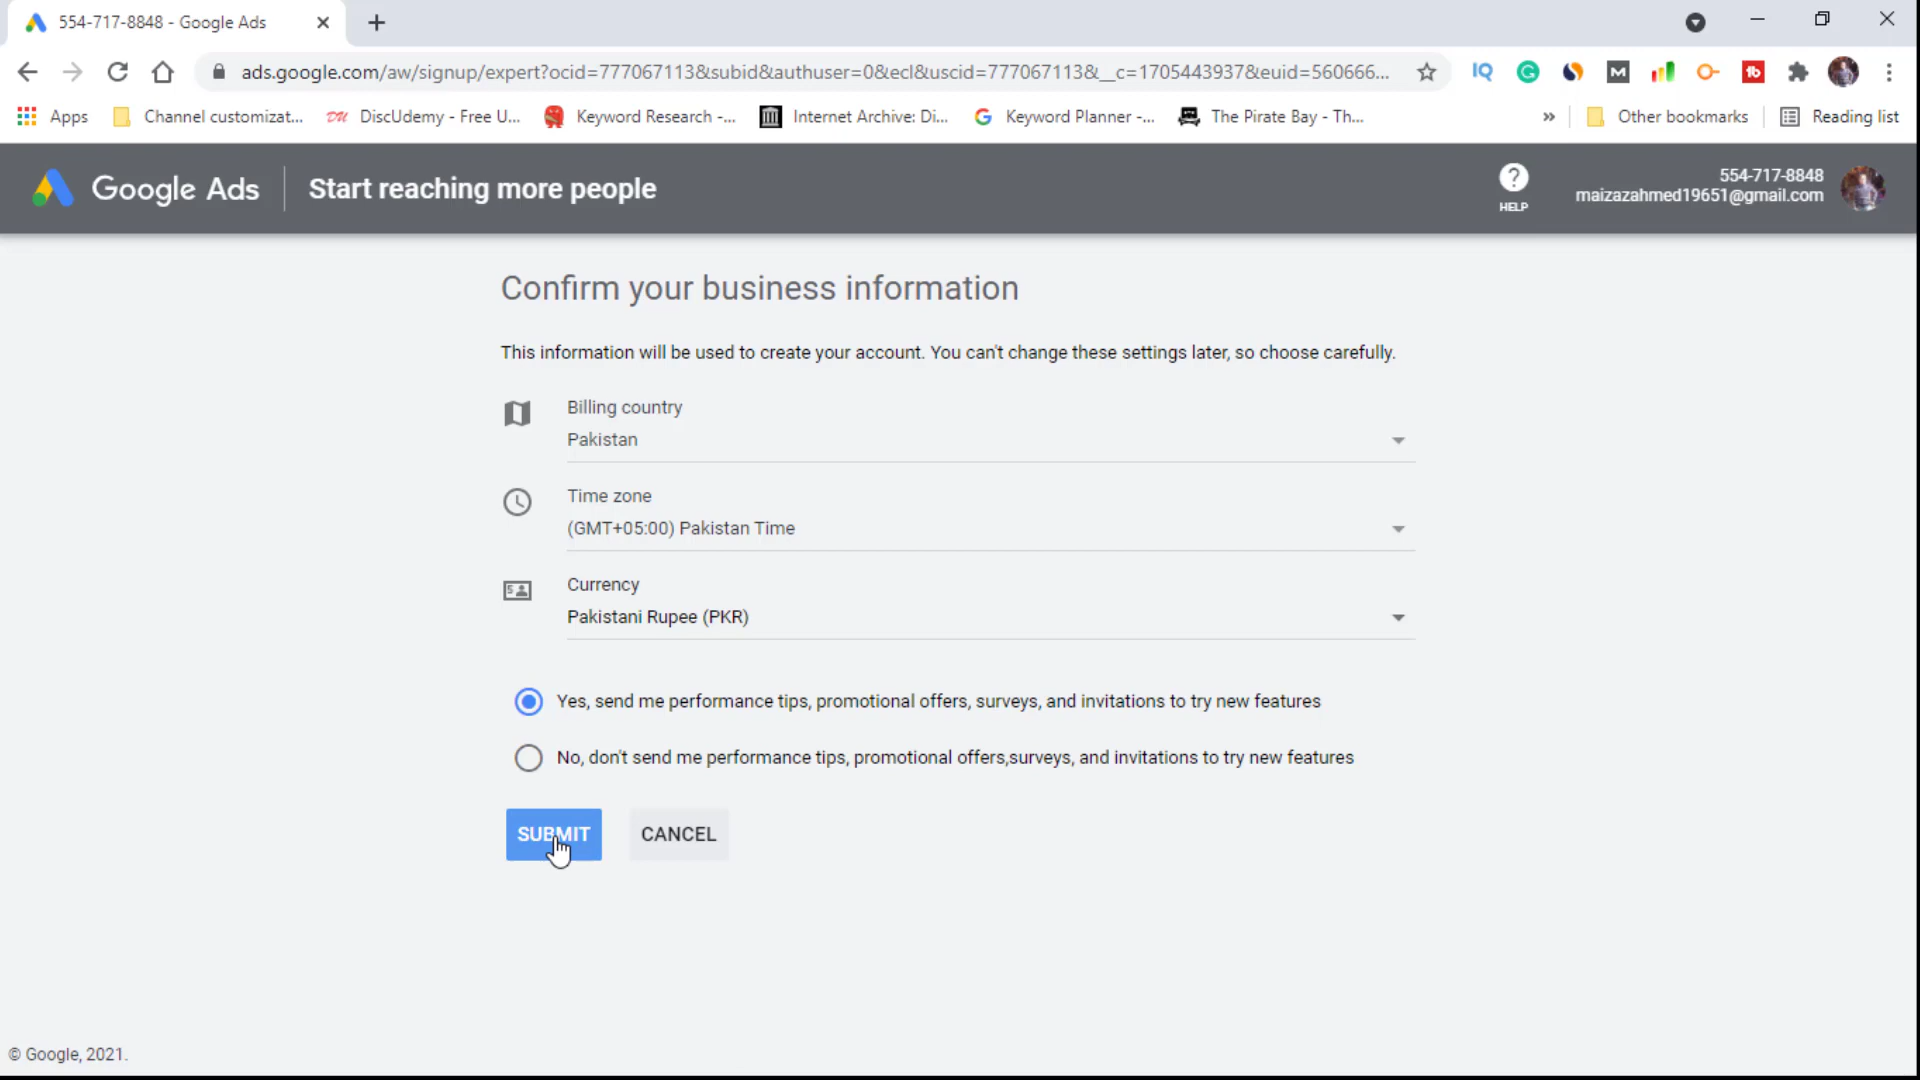 554-717-8848 - Google Ads
ads.google.com/aw/signup/expert?ocid=777067113&subid&authuser=0&ecl&uscid=777067113&__c=1705443937&euid=560666...
Apps
Channel customizat...
DU
DiscUdemy - Free U...
Keyword Research -...
Internet Archive: Di...
Keyword Planner -...
The Pirate Bay - Th...
»
Other bookmarks
Reading list
IQ
M
tb
Google Ads
Start reaching more people
?
HELP
554-717-8848
maizazahmed19651@gmail.com
Confirm your business information
This information will be used to create your account. You can't change these settings later, so choose carefully.
Billing country
Pakistan
Time zone
(GMT+05:00) Pakistan Time
Currency
Pakistani Rupee (PKR)
Yes, send me performance tips, promotional offers, surveys, and invitations to try new features
No, don't send me performance tips, promotional offers,surveys, and invitations to try new features
SUBMIT
CANCEL
© Google, 2021.